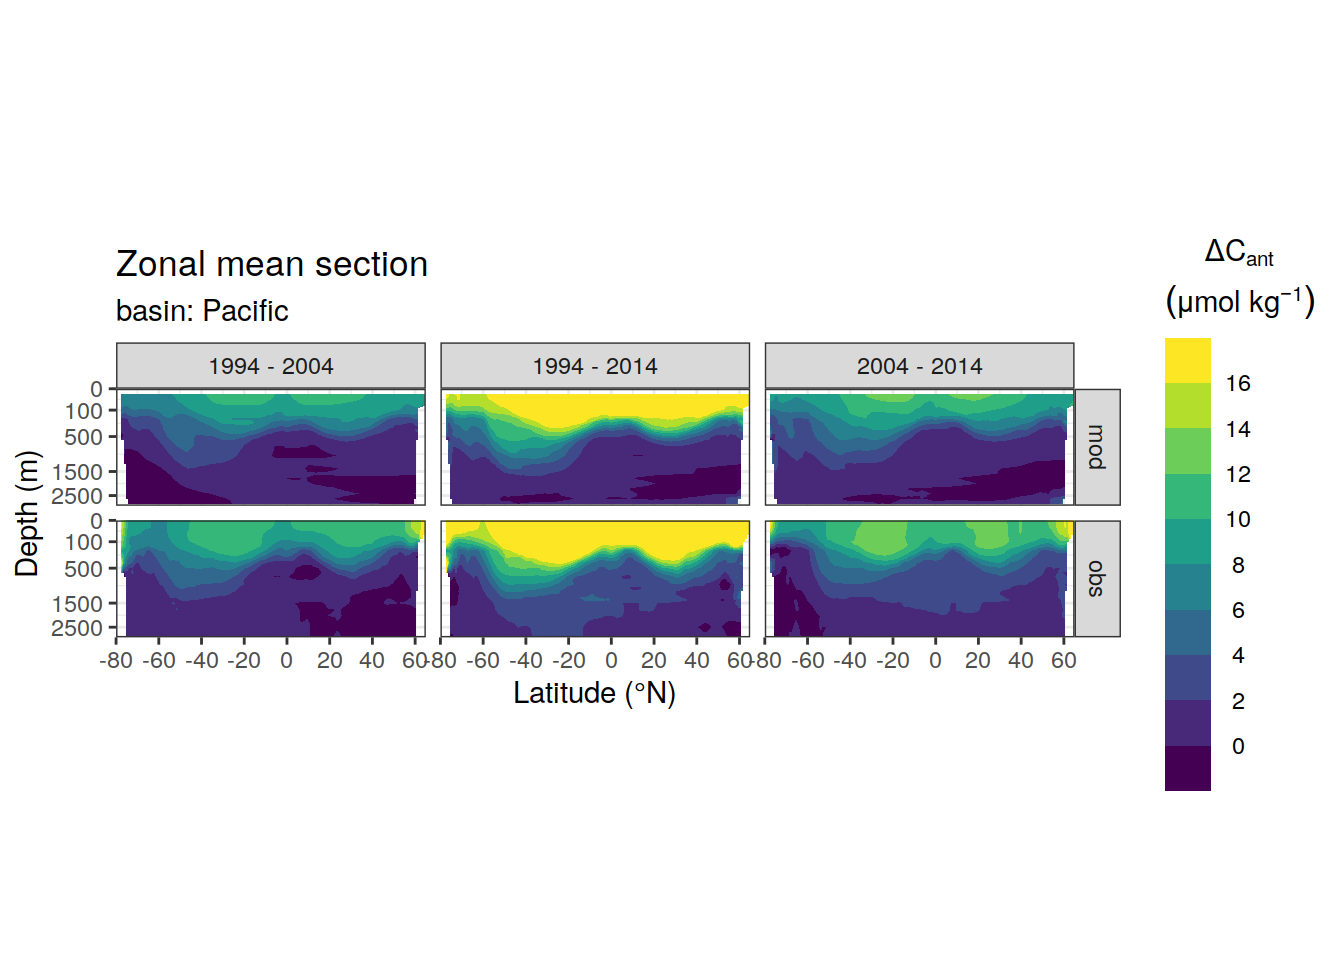 Zonal mean section
basin: Pacific
1994 - 2004
1994 - 2014
2004 - 2014
mod
obs
Depth (m)
0
100
500
1500
2500
0
100
500
1500
2500
-80 -60 -40 -20 0 20 40 60
-80 -60 -40 -20 0 20 40 60
-80 -60 -40 -20 0 20 40 60
Latitude (°N)
ΔCant
(μmol kg⁻¹)
16
14
12
10
8
6
4
2
0